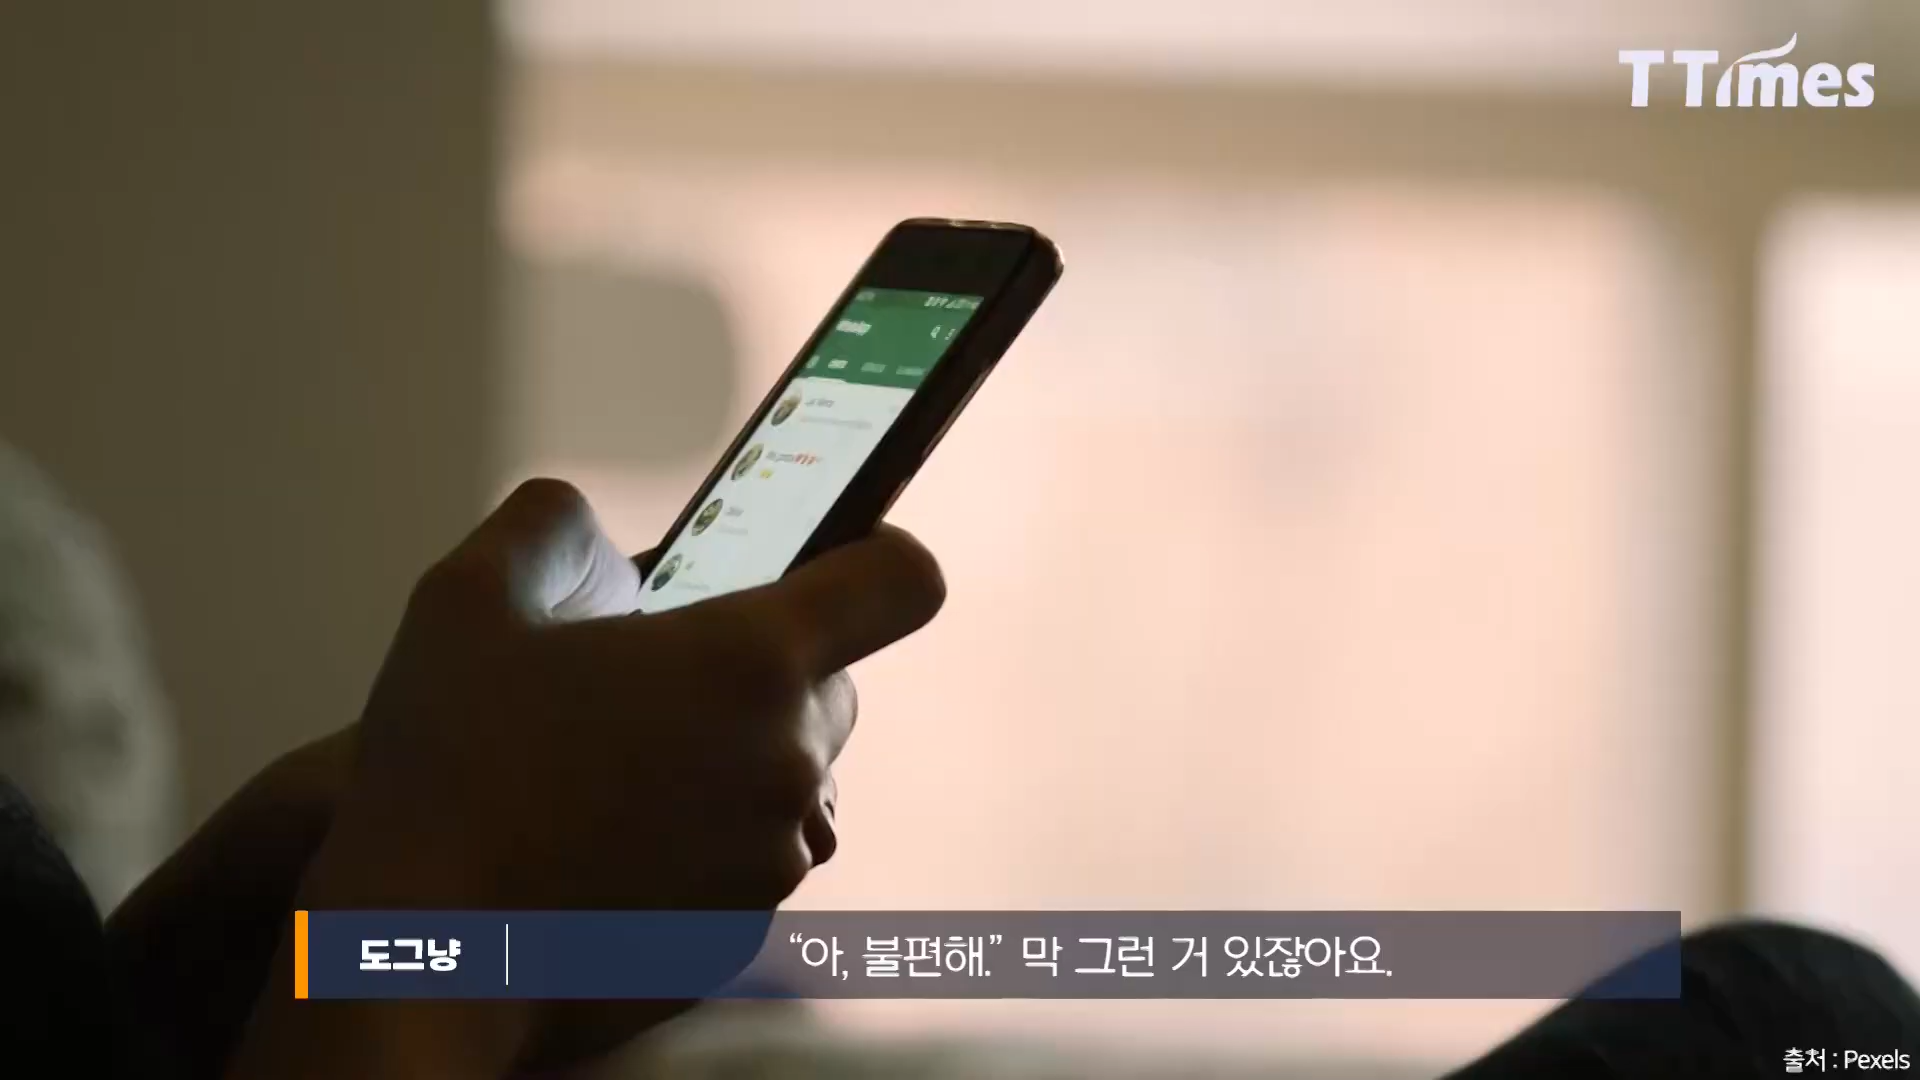 TTimes
도그냥
“아, 불편해.” 막 그런 거 있잖아요.
출처 : Pexels